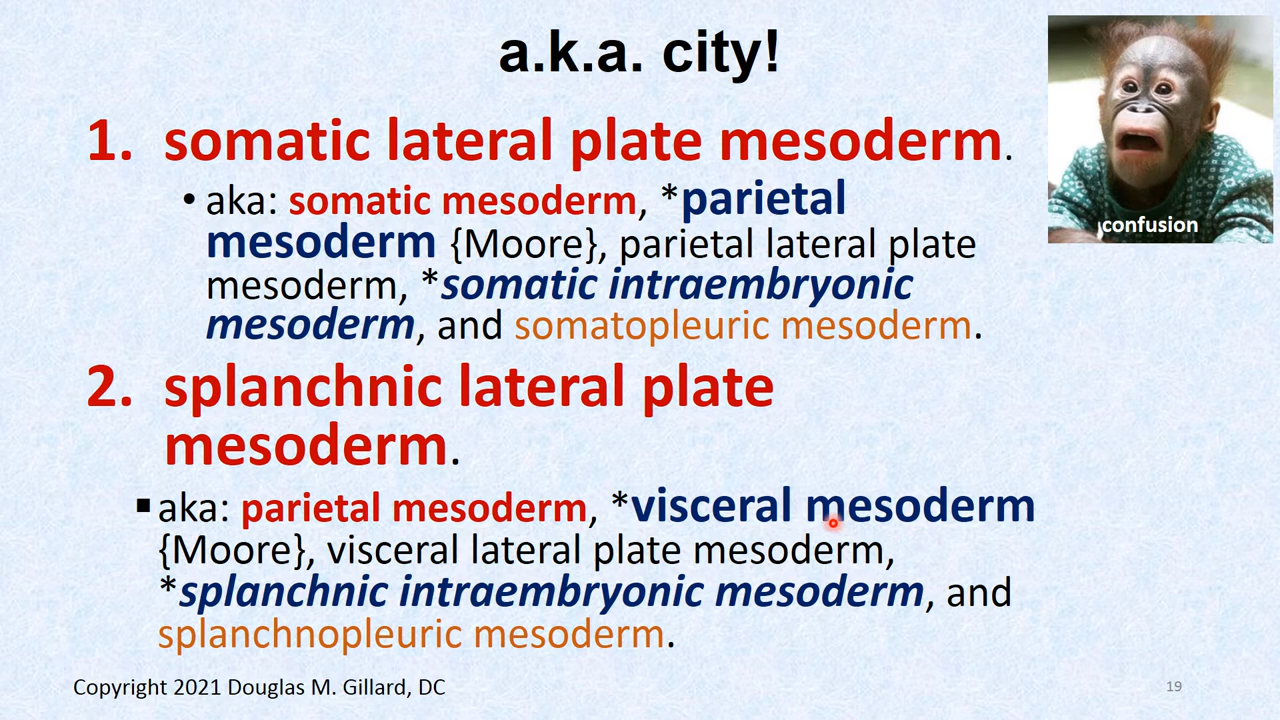 a.k.a. city!
1. somatic lateral plate mesoderm.
• aka: somatic mesoderm, *parietal
mesoderm {Moore}, parietal lateral plate
mesoderm, *somatic intraembryonic
mesoderm, and somatopleuric mesoderm.
confusion
2. splanchnic lateral plate
mesoderm.
▪ aka: parietal mesoderm, *visceral mesoderm
{Moore}, visceral lateral plate mesoderm,
*splanchnic intraembryonic mesoderm, and
splanchnopleuric mesoderm.
Copyright 2021 Douglas M. Gillard, DC
19